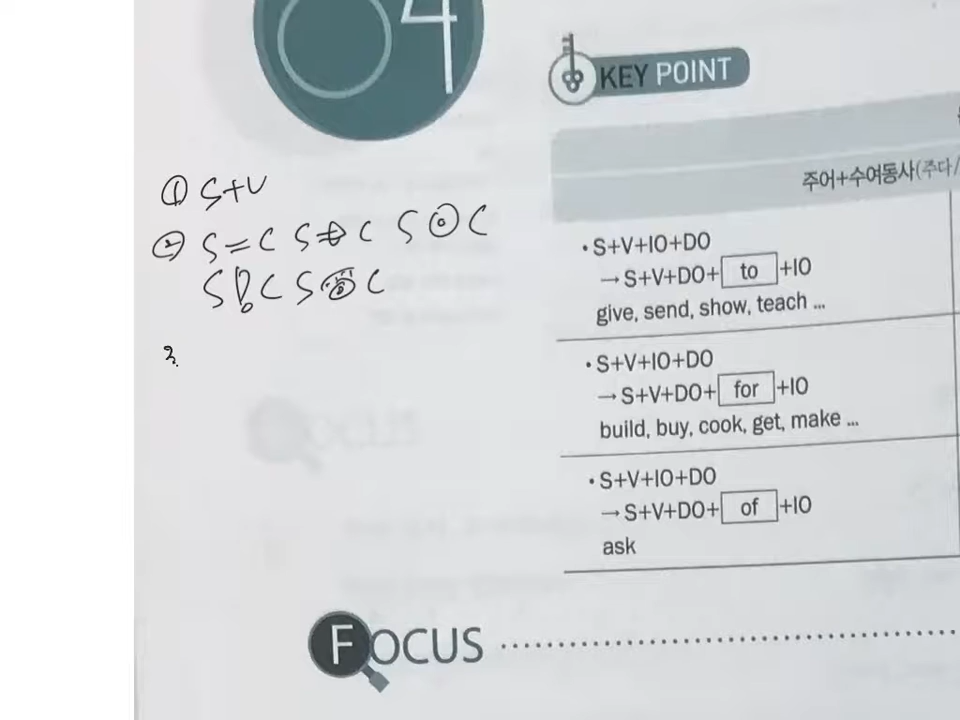 04
KEY POINT
주어+수여동사(주다/
① S+V
② S=C S⇒C S⊙C
S C S C
3.
• S+V+IO+DO
→S+V+DO+ to +IO
give, send, show, teach ...
• S+V+IO+DO
→S+V+DO+ for +IO
build, buy, cook, get, make ...
• S+V+IO+DO
→S+V+DO+ of +IO
ask
FOCUS